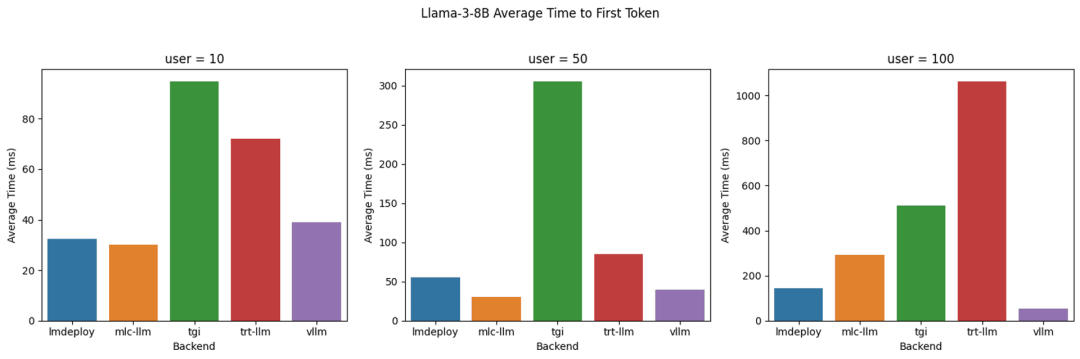 Llama-3-8B Average Time to First Token
user = 10
Average Time (ms)
80
60
40
20
0
lmdeploy mlc-llm tgi trt-llm vllm
Backend
user = 50
Average Time (ms)
300
250
200
150
100
50
0
lmdeploy mlc-llm tgi trt-llm vllm
Backend
user = 100
Average Time (ms)
1000
800
600
400
200
0
lmdeploy mlc-llm tgi trt-llm vllm
Backend